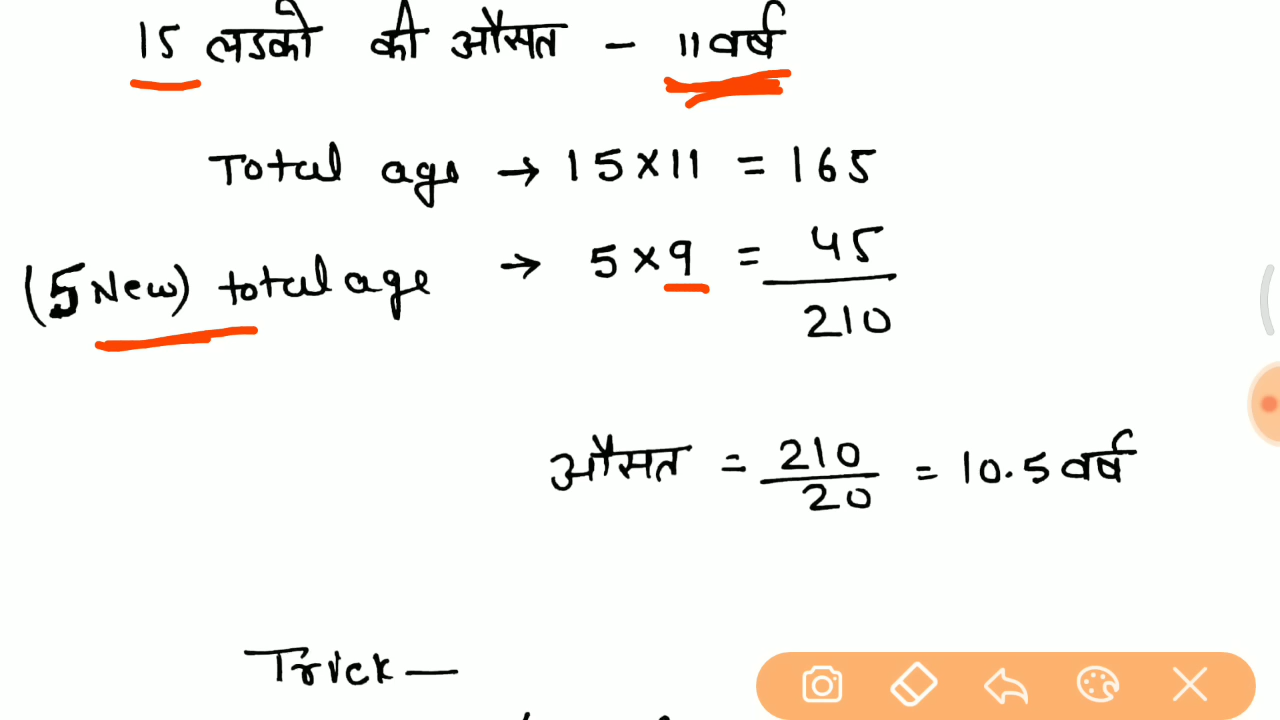 15 लडको की औसत - 11 वर्ष
Total age → 15×11 = 165
(5 New) total age → 5×9 = 45
210
औसत = 210/20 = 10.5 वर्ष
Trick —